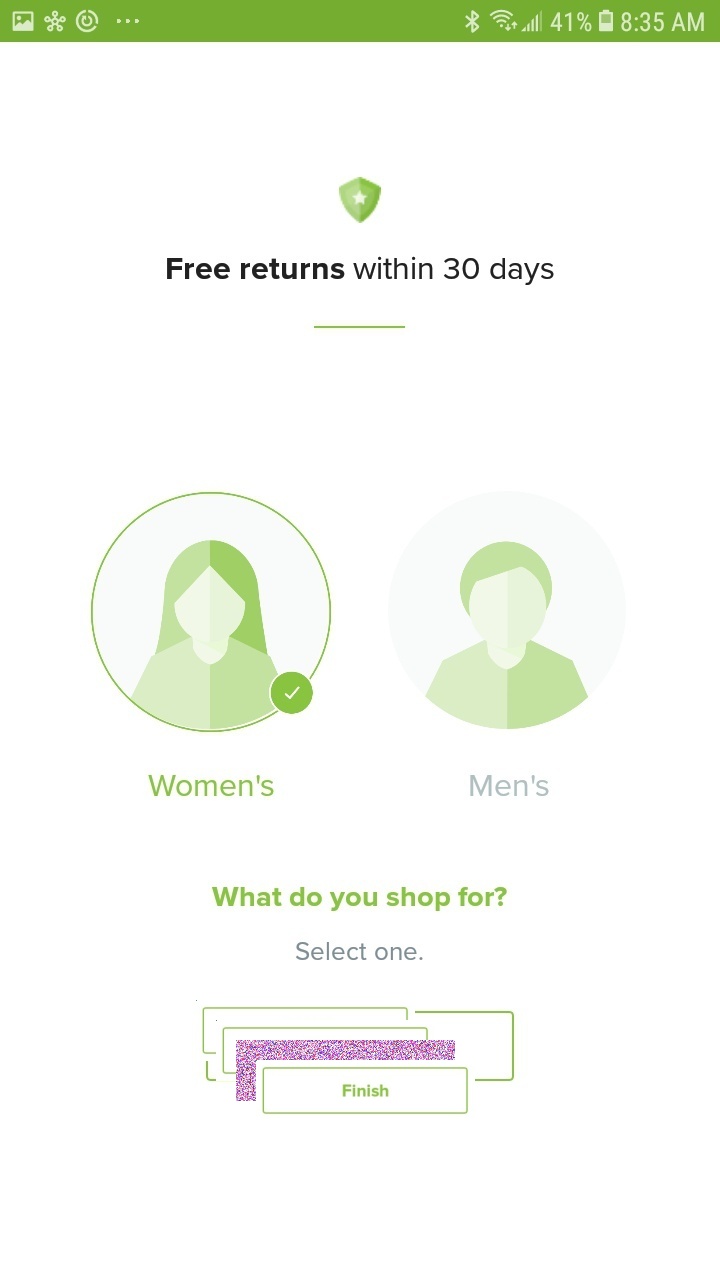 41% 8:35 AM
Free returns within 30 days
Women's Men's
What do you shop for?
Select one.
Finish